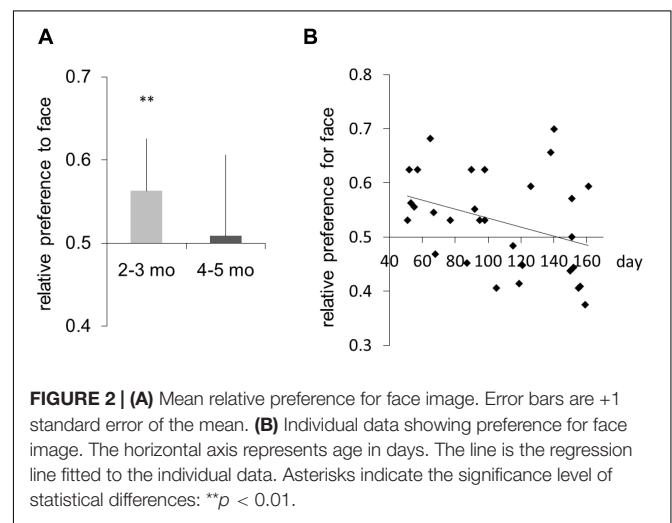 A
B
0.7
0.6
0.5
0.4
relative preference to face
**
2-3 mo
4-5 mo
0.8
0.7
0.6
0.5
0.4
0.3
relative preference for face
40 60 80 100 120 140 160 day
FIGURE 2 | (A) Mean relative preference for face image. Error bars are +1
standard error of the mean. (B) Individual data showing preference for face
image. The horizontal axis represents age in days. The line is the regression
line fitted to the individual data. Asterisks indicate the significance level of
statistical differences: **p < 0.01.